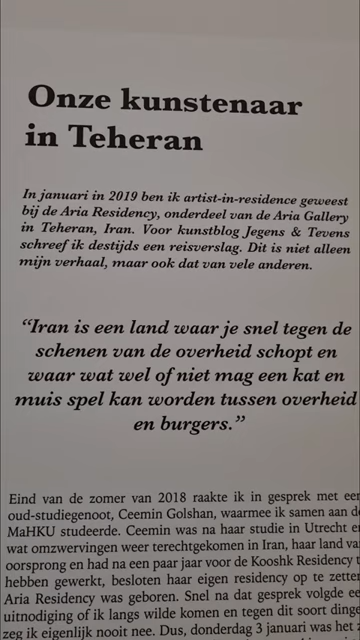 Onze kunstenaar
in Teheran
In januari in 2019 ben ik artist-in-residence geweest
bij de Aria Residency, onderdeel van de Aria Gallery
in Teheran, Iran. Voor kunstblog Jegens & Tevens
schreef ik destijds een reisverslag. Dit is niet alleen
mijn verhaal, maar ook dat van vele anderen.
“Iran is een land waar je snel tegen de
schenen van de overheid schopt en
waar wat wel of niet mag een kat en
muis spel kan worden tussen overheid
en burgers.”
Eind van de zomer van 2018 raakte ik in gesprek met
oud-studiegenoot, Ceemin Golshan, waarmee ik samen aan
MaHKU studeerde. Ceemin was na haar studie in Utrecht
wat omzwervingen weer terechtgekomen in Iran, haar land
oorsprong en had na een paar jaar voor de Kooshk Residency
hebben gewerkt, besloten haar eigen residency op te
Aria Residency was geboren. Snel na dat gesprek volgde
uitnodiging of ik langs wilde komen en tegen dit soort
zeg ik eigenlijk nooit nee. Dus, donderdag 3 januari was het